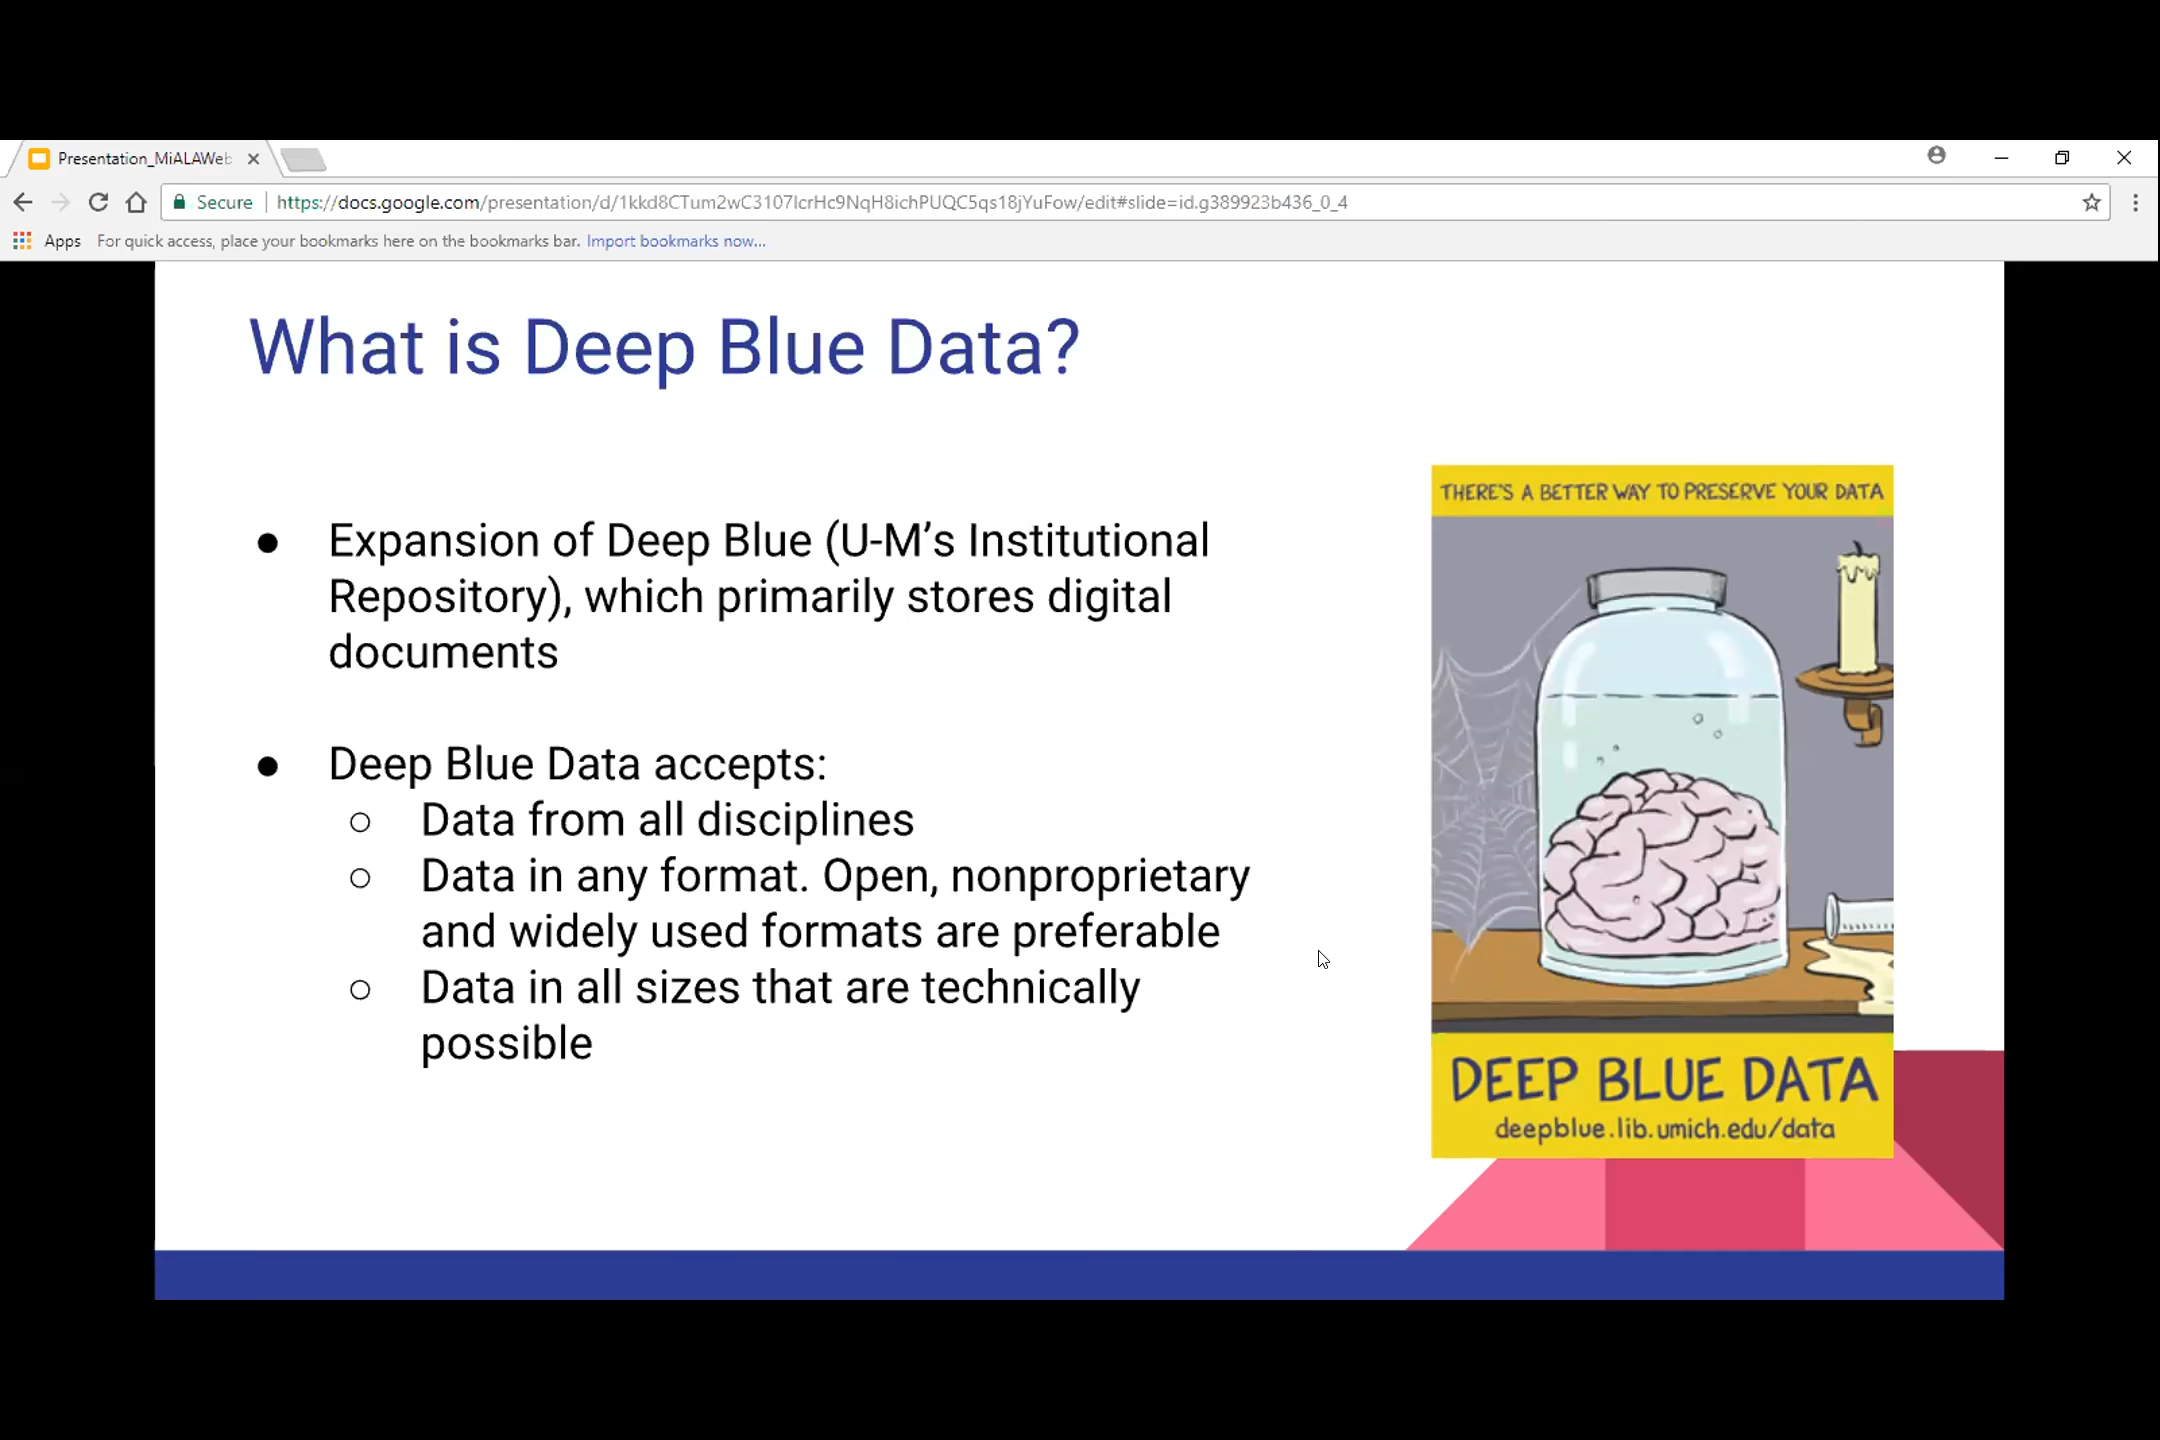 Presentation_MiALAWeb
Secure
https://docs.google.com/presentation/d/1kkd8CTum2wC3107lcrHc9NqH8ichPUQC5qs18jYuFow/edit#slide=id.g389923b436_0_4
Apps For quick access, place your bookmarks here on the bookmarks bar. Import bookmarks now...
What is Deep Blue Data?
● Expansion of Deep Blue (U-M’s Institutional
Repository), which primarily stores digital
documents
● Deep Blue Data accepts:
○ Data from all disciplines
○ Data in any format. Open, nonproprietary
and widely used formats are preferable
○ Data in all sizes that are technically
possible
THERE'S A BETTER WAY TO PRESERVE YOUR DATA
DEEP BLUE DATA
deepblue.lib.umich.edu/data